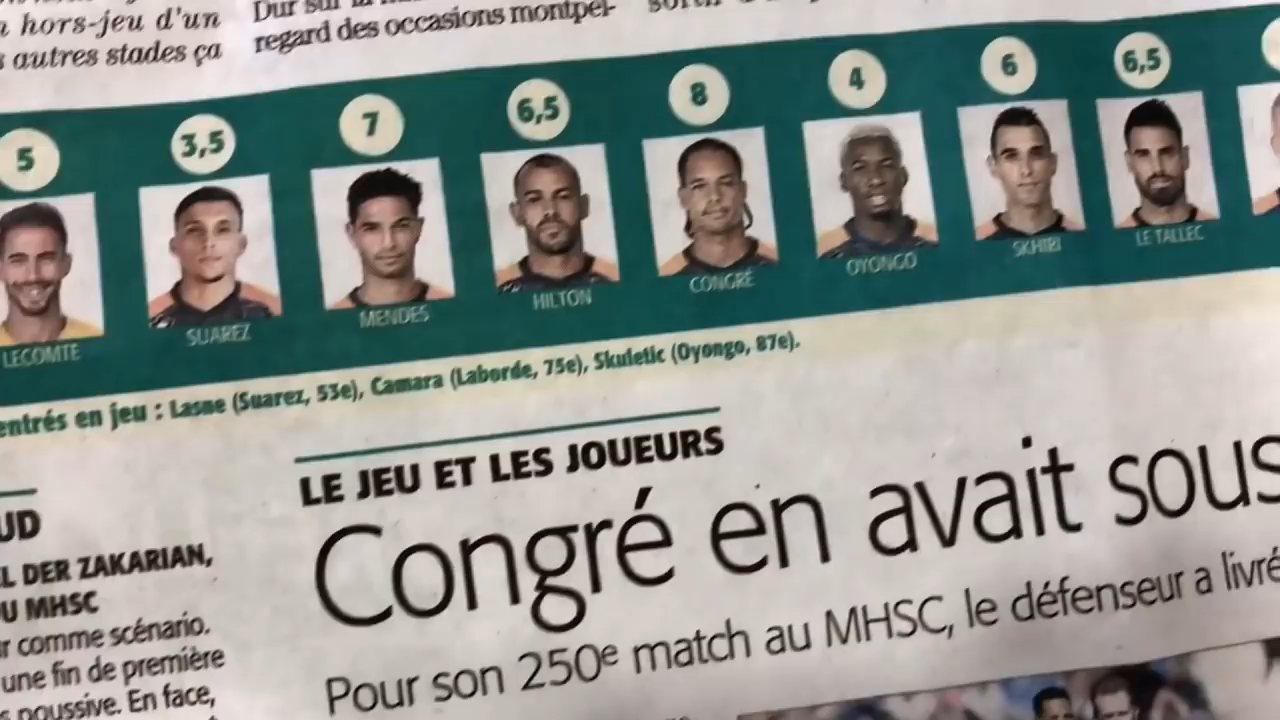 hors-jeu d'un
autres stades ça
Dur sur la
regard des occasions montpel-
5
3,5
7
6,5
8
4
6
6,5
LECOMTE
SUAREZ
MENDES
HILTON
CONGRÉ
OYONGO
SKHIRI
LE TALLEC
entrés en jeu : Lasne (Suarez, 53e), Camara (Laborde, 75e), Skuletic (Oyongo, 87e).
LE JEU ET LES JOUEURS
Congré en avait sous
Pour son 250e match au MHSC, le défenseur a livré
UD
L DER ZAKARIAN,
U MHSC
r comme scénario.
une fin de première
poussive. En face,